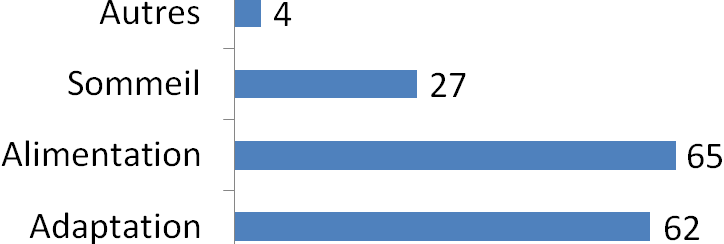 Autres 4
Sommeil 27
Alimentation 65
Adaptation 62